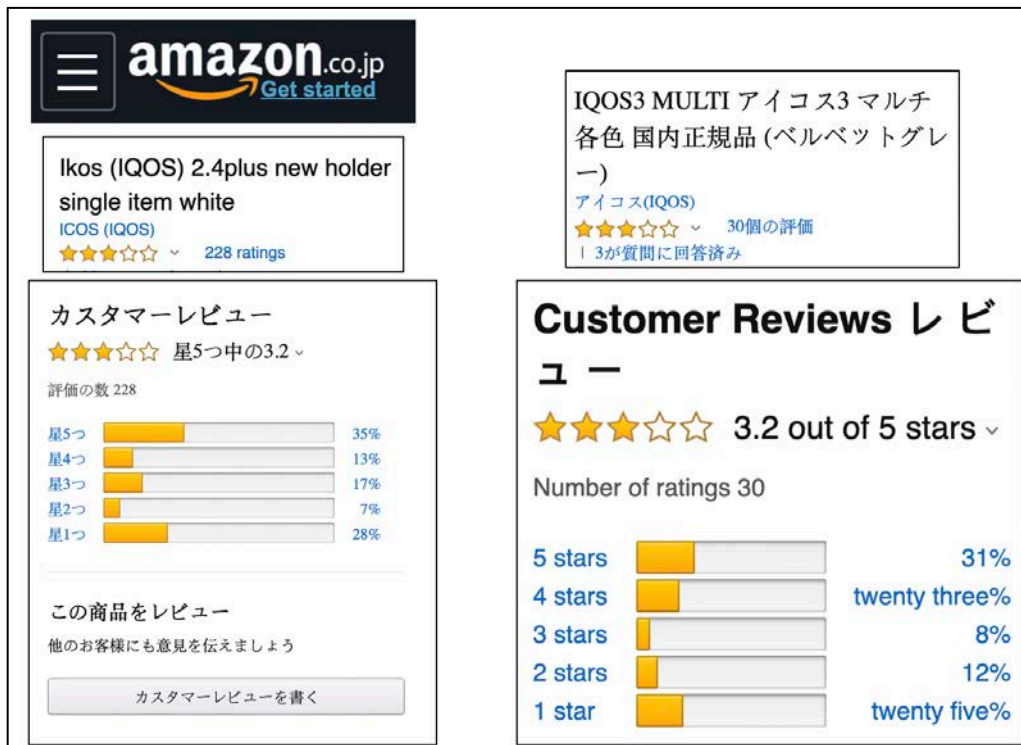 amazon.co.jp
Get started
Ikos (IQOS) 2.4plus new holder
single item white
ICOS (IQOS)
228 ratings
IQOS3 MULTI アイコス3 マルチ
各色 国内正規品 (ベルベットグレ
ー)
アイコス(IQOS)
30個の評価
| 3が質問に回答済み
カスタマーレビュー
星5つ中の3.2
評価の数 228
星5つ 35%
星4つ 13%
星3つ 17%
星2つ 7%
星1つ 28%
この商品をレビュー
他のお客様にも意見を伝えましょう
カスタマーレビューを書く
Customer Reviews レビ
ュー
3.2 out of 5 stars
Number of ratings 30
5 stars 31%
4 stars twenty three%
3 stars 8%
2 stars 12%
1 star twenty five%